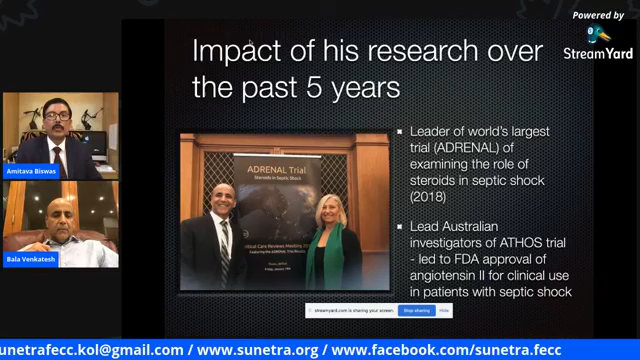 Powered by
StreamYard
Impact of his research over
the past 5 years
Leader of world's largest
trial (ADRENAL) of
examining the role of
steroids in septic shock
(2018)
Lead Australian
investigators of ATHOS trial
- led to FDA approval of
angiotensin II for clinical use
in patients with septic shock
ADRENAL Trial
Steroids in Septic Shock
Critical Care Reviews Meeting
Amitava Biswas
Bala Venkatesh
streamyard.com is sharing your screen.
Stop sharing
Hide
sunetrafecc.kol@gmail.com / www.sunetra.org / www.facebook.com/sunetra.fecc